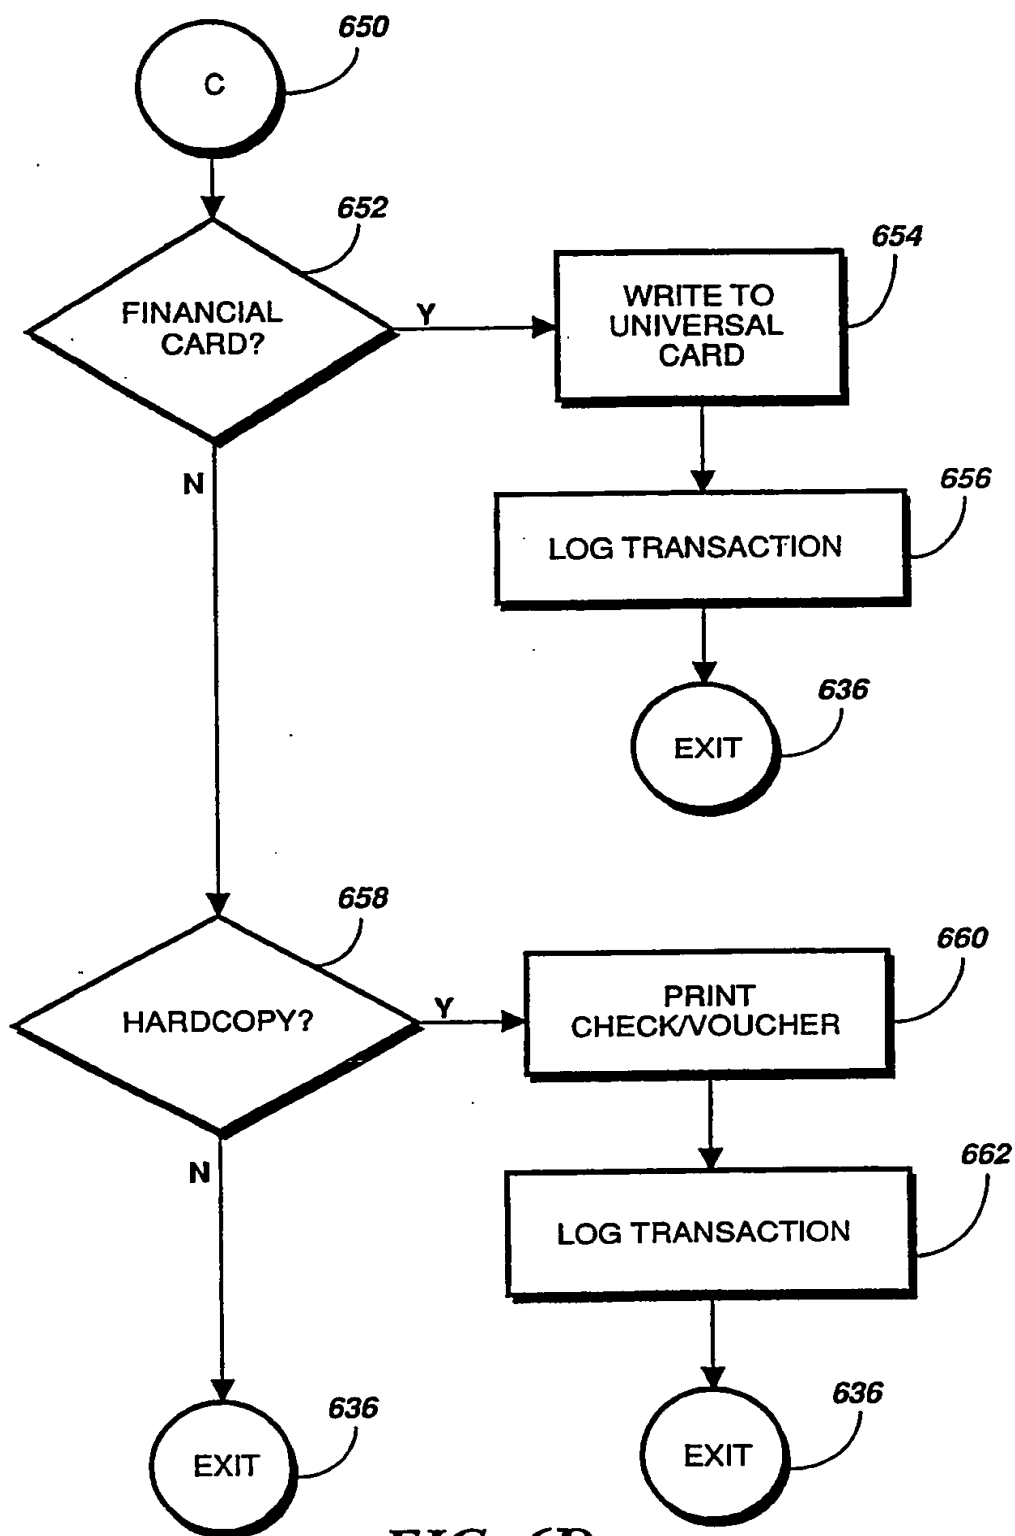 650
C
652
FINANCIAL
CARD?
Y
N
654
WRITE TO
UNIVERSAL
CARD
656
LOG TRANSACTION
636
EXIT
658
HARDCOPY?
Y
N
660
PRINT
CHECK/VOUCHER
662
LOG TRANSACTION
636
EXIT
636
EXIT